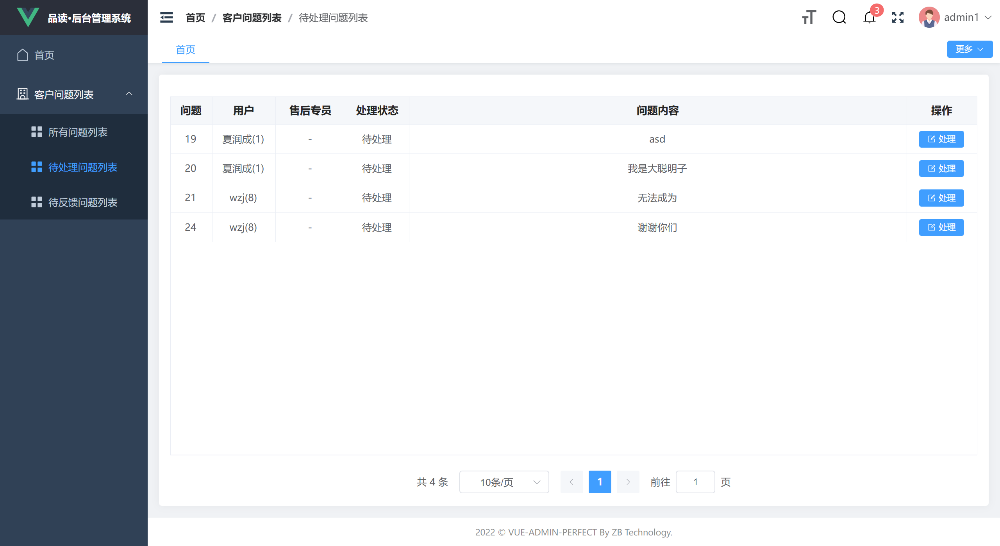 品读•后台管理系统
首页 / 客户问题列表 / 待处理问题列表
3
admin1
首页
更多
首页
客户问题列表
所有问题列表
待处理问题列表
待反馈问题列表
问题 用户 售后专员 处理状态 问题内容 操作
19 夏润成(1) - 待处理 asd 处理
20 夏润成(1) - 待处理 我是大聪明子 处理
21 wzj(8) - 待处理 无法成为 处理
24 wzj(8) - 待处理 谢谢你们 处理
共 4 条 10条/页 1 前往 1 页
2022 © VUE-ADMIN-PERFECT By ZB Technology.